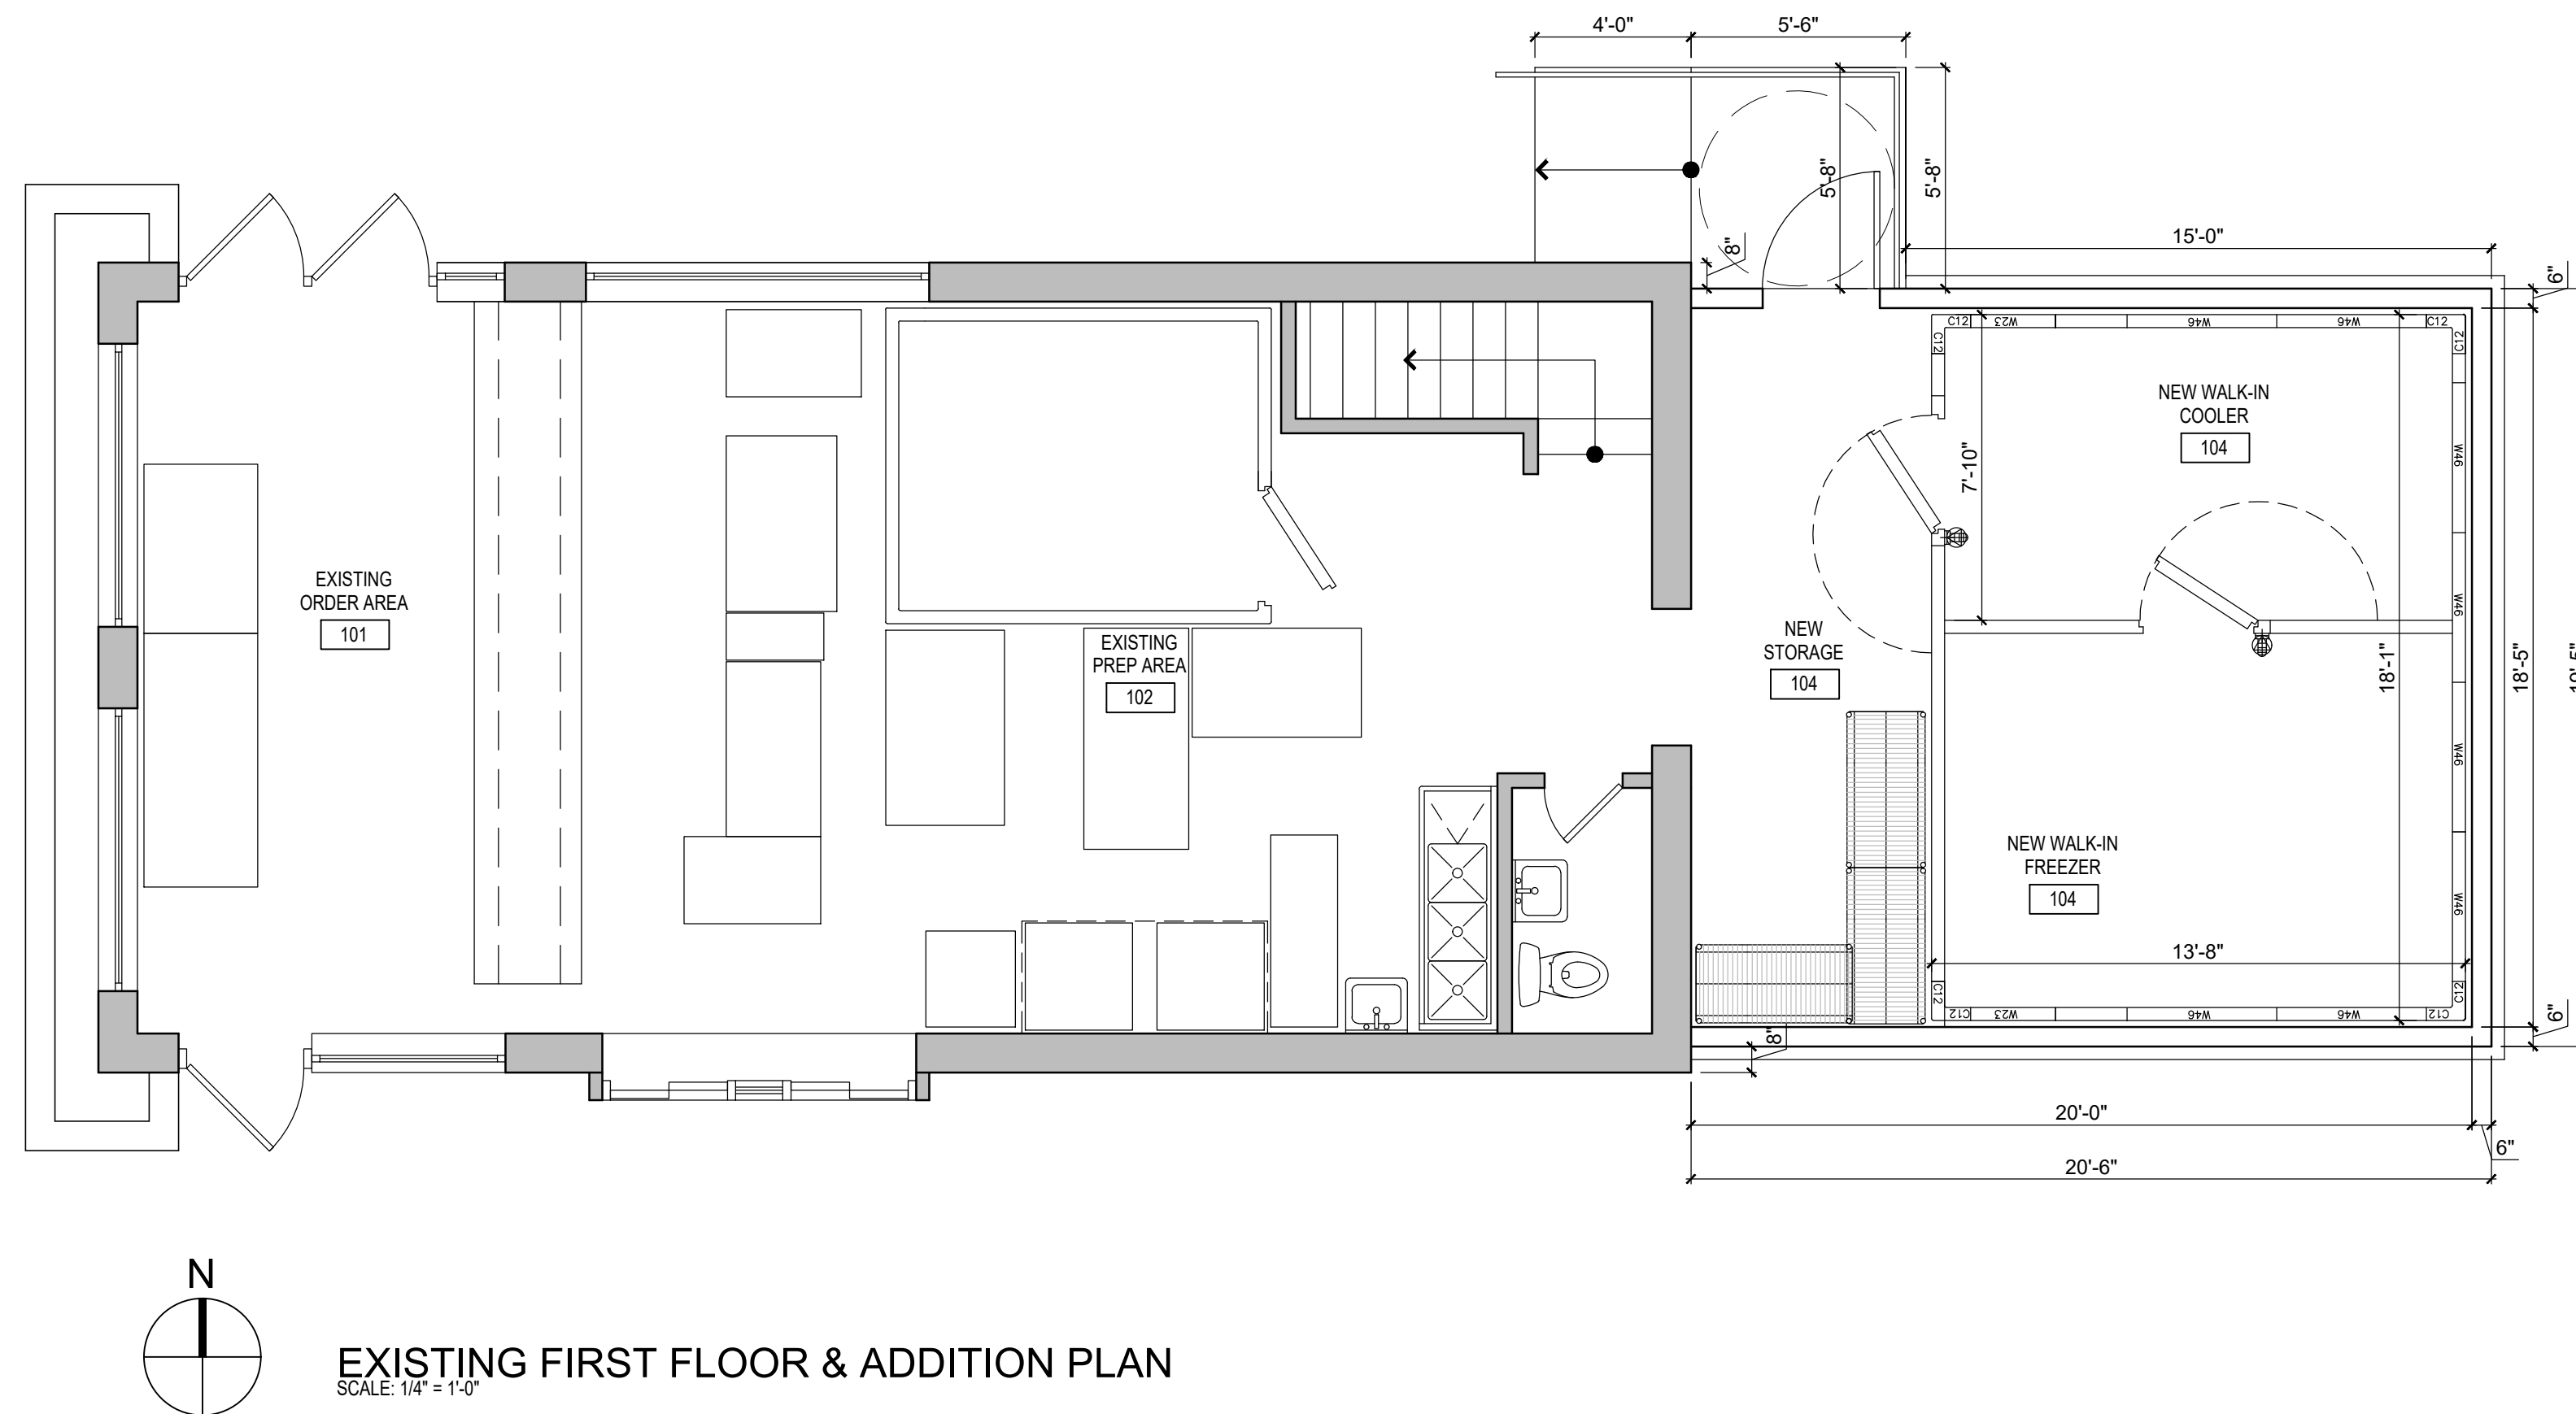 4'-0" 5'-6"
5'-8" 5'-8"
8" 15'-0" 6"
C12 W23 W46 W46 C12
C12 C12
NEW WALK-IN
COOLER
104
7'-10" W46
EXISTING
ORDER AREA
101
EXISTING
PREP AREA
102
NEW
STORAGE
104
W46
18'-1" 18'-5"
W46
NEW WALK-IN
FREEZER
104
W46
13'-8"
C12 C12
C12 W23 W46 W46 C12
8" 6"
20'-0"
6"
20'-6"
N
EXISTING FIRST FLOOR & ADDITION PLAN
SCALE: 1/4" = 1'-0"